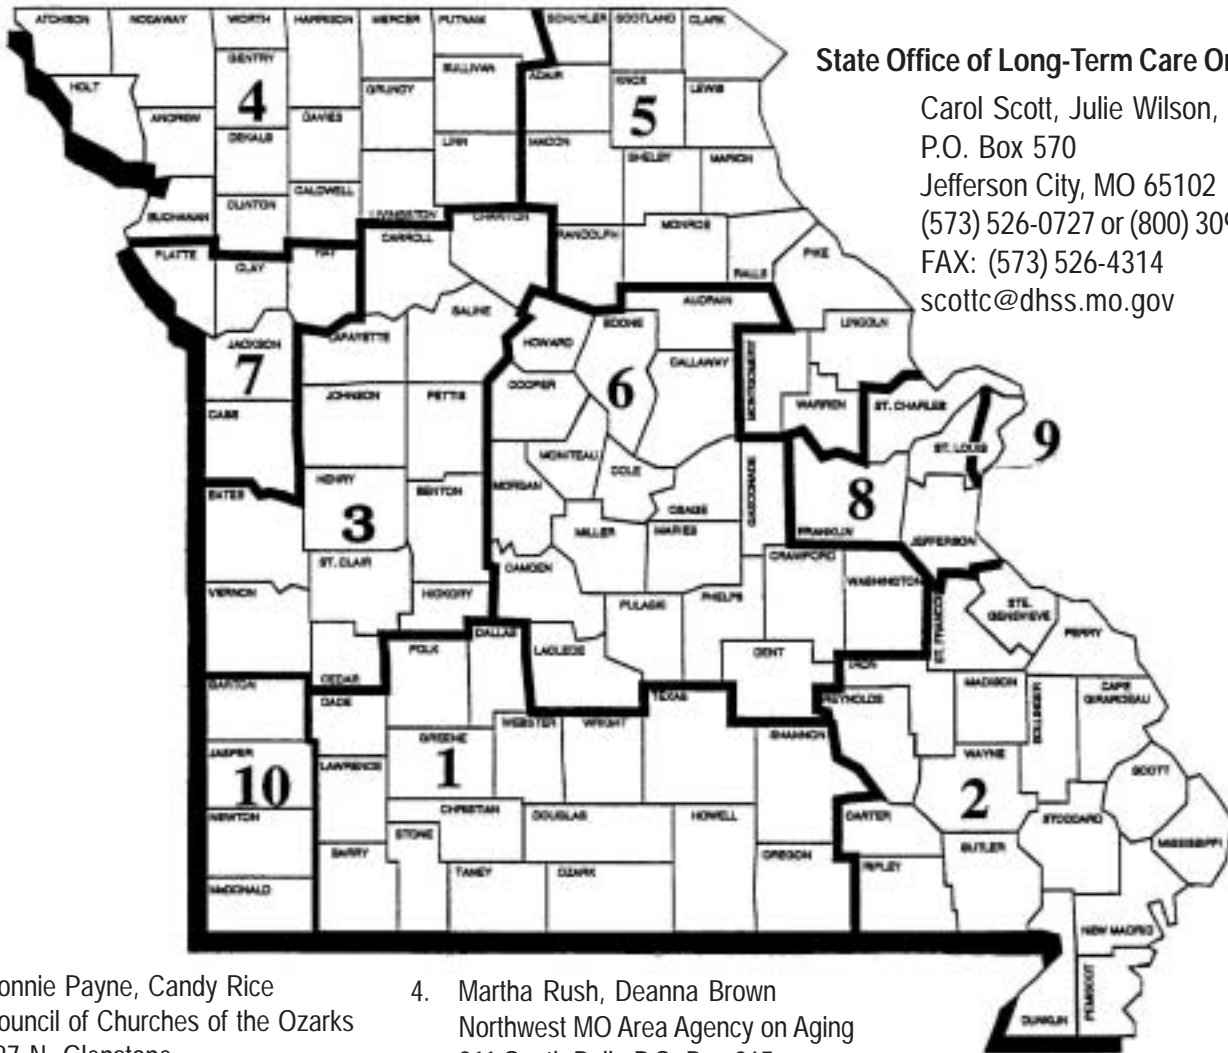 ATCHISON NODAWAY WORTH HARRISON MERCER PUTNAM SCHUYLER SCOTLAND CLARK
State Office of Long-Term Care
Carol Scott, Julie Wilson,
P.O. Box 570
Jefferson City, MO 65102
(573) 526-0727 or (800)
FAX: (573) 526-4314
scottc@dhss.mo.gov
HOLT GENTRY SULLIVAN ADAIR KNOX LEWIS
4
5
ANDREW DAVIES GRUNDY
DEKALB LINN MACON SHELBY MARION
BUCHANAN CLINTON CALDWELL LIVINGSTON CHARITON
PLATTE CLAY RAY CARROLL RANDOLPH MONROE RALLS PIKE
SALINE AUDRAIN LINCOLN
JACKSON LAFAYETTE HOWARD BOONE CALLAWAY MONTGOMERY
7
6
CASS JOHNSON PETTIS COOPER WARREN ST. CHARLES
ST. LOUIS
9
BATES HENRY BENTON MORGAN MONITEAU COLE OSAGE GASCONADE
3
8
FRANKLIN JEFFERSON
MILLER MARIES
ST. CLAIR CAMDEN CRAWFORD WASHINGTON
VERNON HICKORY PULASKI PHELPS ST. FRANCOIS STE. GENEVIEVE PERRY
CEDAR POLK DALLAS LACLEDE DENT IRON
BARTON DADE TEXAS REYNOLDS MADISON BOLLINGER CAPE GIRARDEAU
WEBSTER WRIGHT SHANNON
JASPER GREENE WAYNE SCOTT
10
1
2
LAWRENCE
NEWTON CHRISTIAN DOUGLAS HOWELL CARTER STODDARD MISSISSIPPI
STONE BARRY OREGON RIPLEY BUTLER
McDONALD TANEY OZARK
NEW MADRID
DUNKLIN PEMISCOT
onnie Payne, Candy Rice
ouncil of Churches of the Ozarks
N. Glenstone
4. Martha Rush, Deanna Brown
Northwest MO Area Agency on Aging